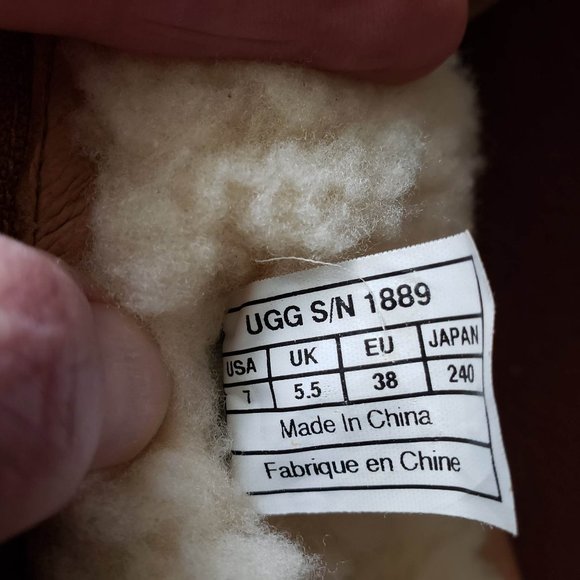 UGG S/N 1889
USA UK EU JAPAN
7 5.5 38 240
Made In China
Fabrique en Chine